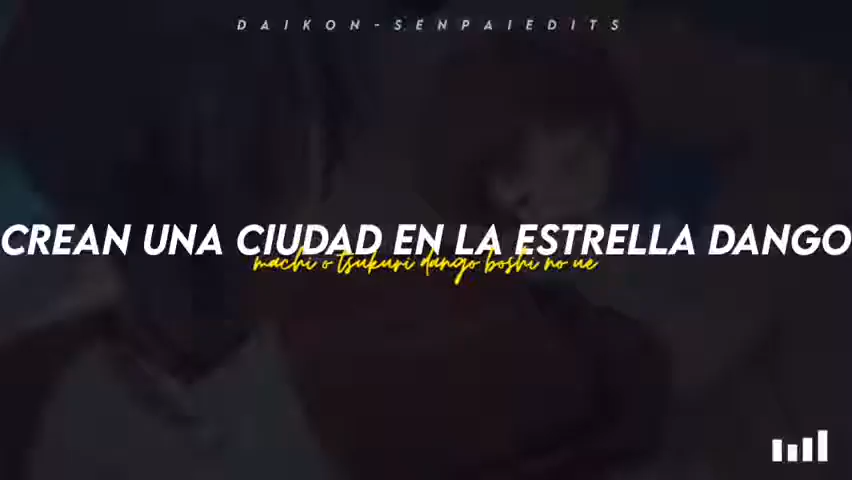 DAIKON-SENPAIEDITS
CREAN UNA CIUDAD EN LA ESTRELLA DANGO
machi o tsukuri dango boshi no ue